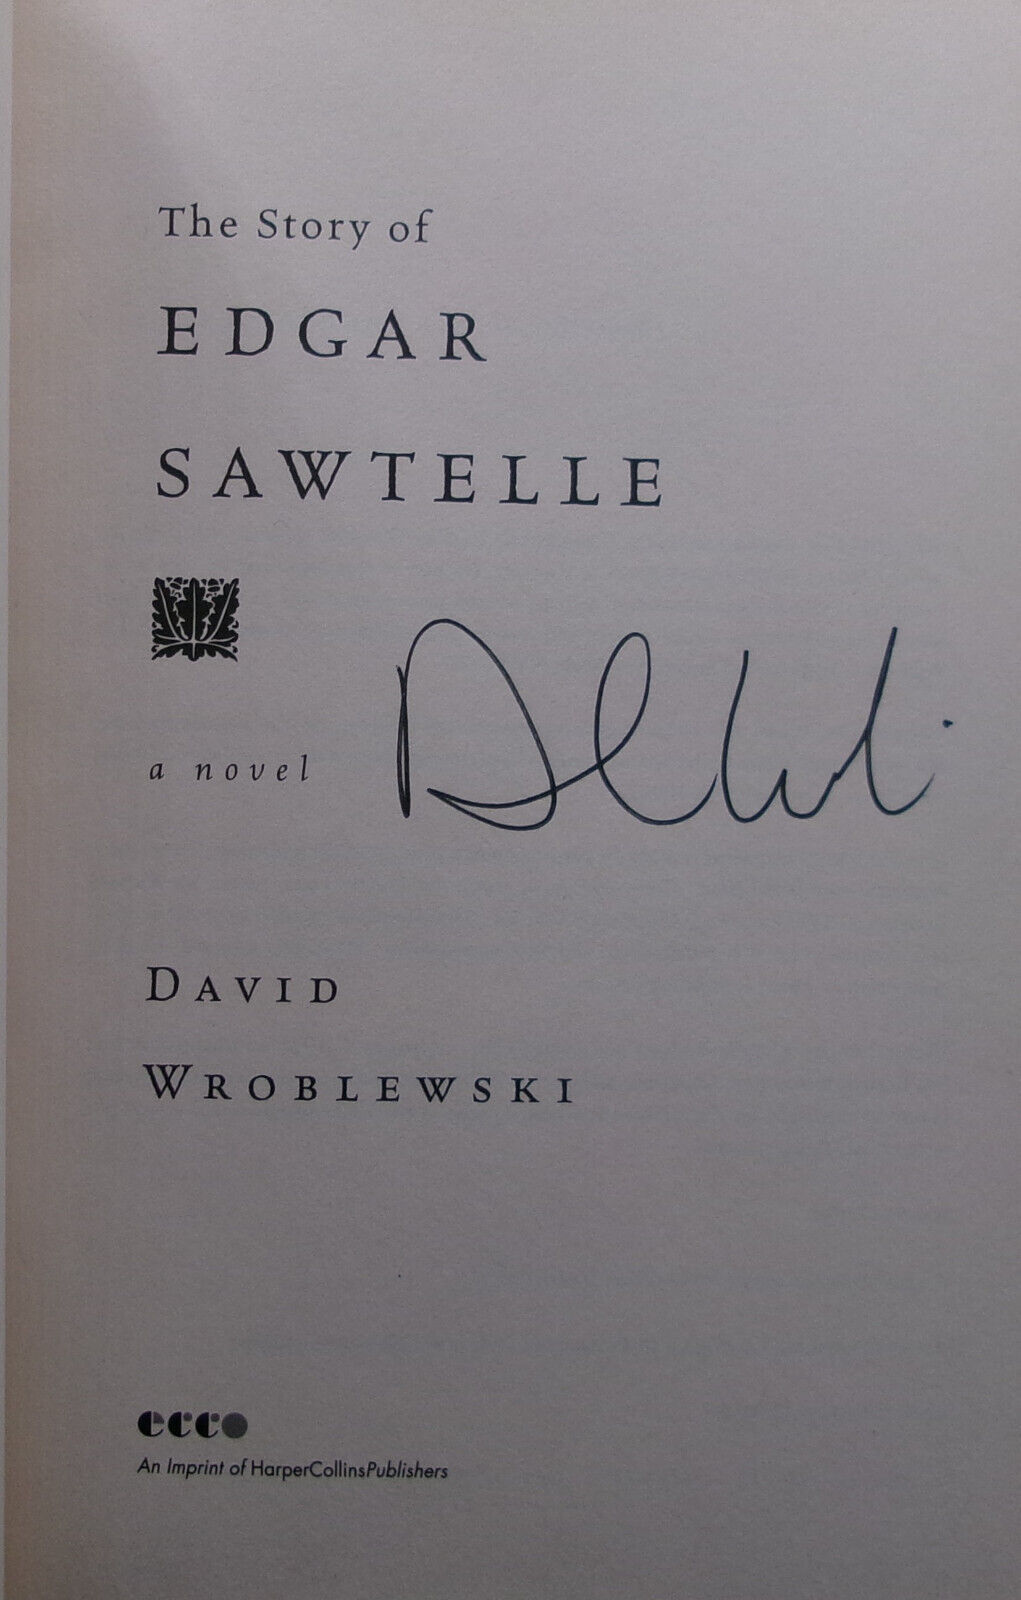 The Story of
EDGAR
SAWTELLE
a novel
DAVID
WROBLEWSKI
ecco
An Imprint of HarperCollinsPublishers